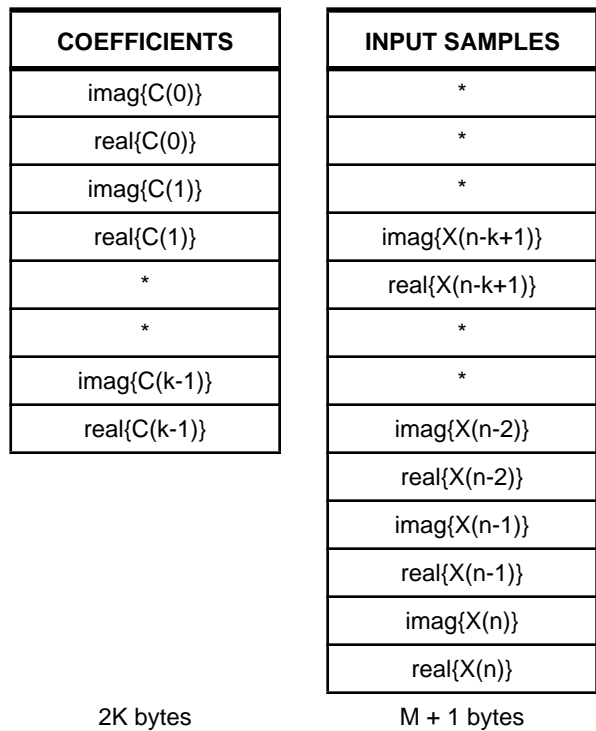 COEFFICIENTS
imag{C(0)}
real{C(0)}
imag{C(1)}
real{C(1)}
*
*
imag{C(k-1)}
real{C(k-1)}
2K bytes
INPUT SAMPLES
*
*
*
imag{X(n-k+1)}
real{X(n-k+1)}
*
*
imag{X(n-2)}
real{X(n-2)}
imag{X(n-1)}
real{X(n-1)}
imag{X(n)}
real{X(n)}
M + 1 bytes